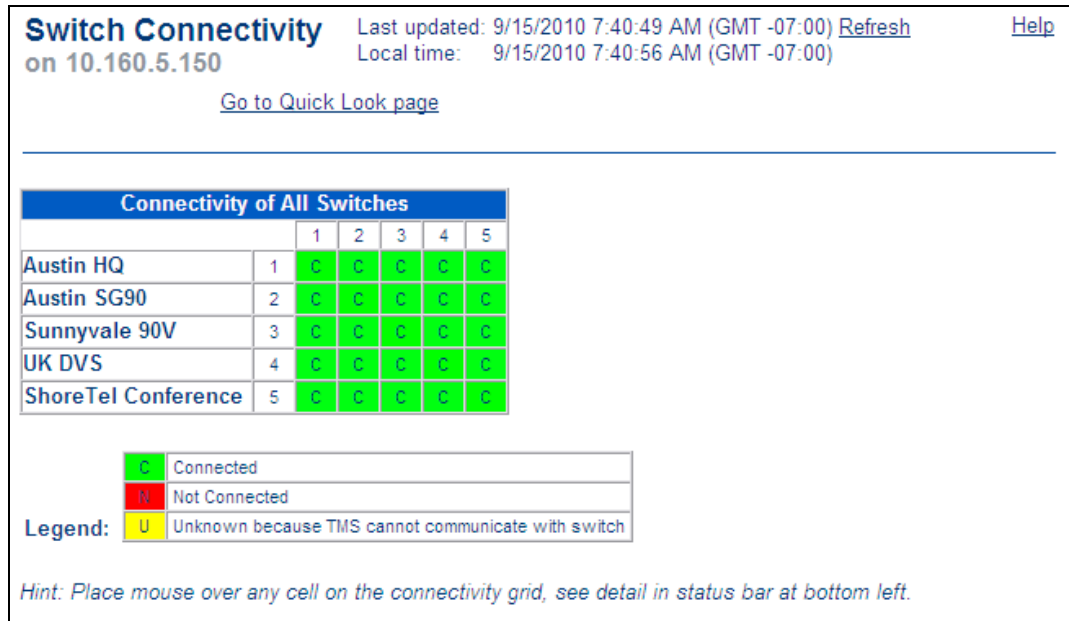 Switch Connectivity
on 10.160.5.150
Last updated: 9/15/2010 7:40:49 AM (GMT -07:00) Refresh
Local time: 9/15/2010 7:40:56 AM (GMT -07:00)
Help
Go to Quick Look page
Connectivity of All Switches
1 2 3 4 5
Austin HQ 1 C C C C C
Austin SG90 2 C C C C C
Sunnyvale 90V 3 C C C C C
UK DVS 4 C C C C C
ShoreTel Conference 5 C C C C C
Legend:
C Connected
N Not Connected
U Unknown because TMS cannot communicate with switch
Hint: Place mouse over any cell on the connectivity grid, see detail in status bar at bottom left.